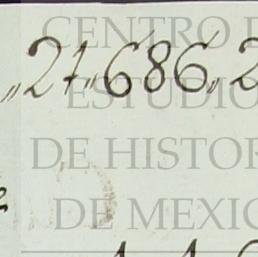 „27„686„2
CENTRO D
ESTUDIO
DE HISTOR
DE MEXIC